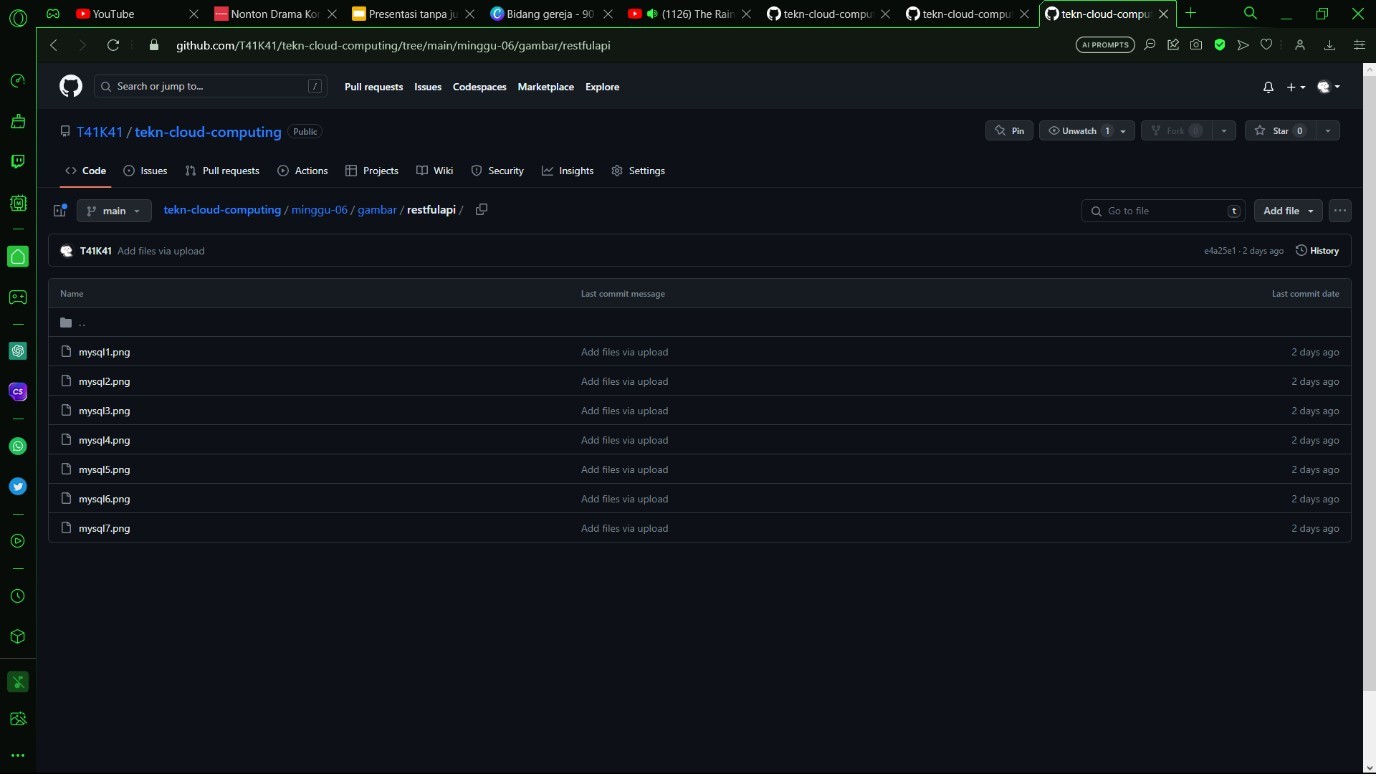 YouTube
Nonton Drama Ko
Presentasi tanpa ju
Bidang gereja - 90
(1126) The Rain
tekn-cloud-comput
tekn-cloud-comput
tekn-cloud-comput
github.com/T41K41/tekn-cloud-computing/tree/main/minggu-06/gambar/restfulapi
AI PROMPTS
Search or jump to...
/
Pull requests
Issues
Codespaces
Marketplace
Explore
T41K41 / tekn-cloud-computing Public
Pin
Unwatch 1
Fork 0
Star 0
Code
Issues
Pull requests
Actions
Projects
Wiki
Security
Insights
Settings
main
tekn-cloud-computing / minggu-06 / gambar / restfulapi /
Go to file t
Add file
T41K41 Add files via upload
e4a25e1 · 2 days ago
History
Name Last commit message Last commit date
..
mysql1.png Add files via upload 2 days ago
mysql2.png Add files via upload 2 days ago
mysql3.png Add files via upload 2 days ago
mysql4.png Add files via upload 2 days ago
mysql5.png Add files via upload 2 days ago
mysql6.png Add files via upload 2 days ago
mysql7.png Add files via upload 2 days ago
CS